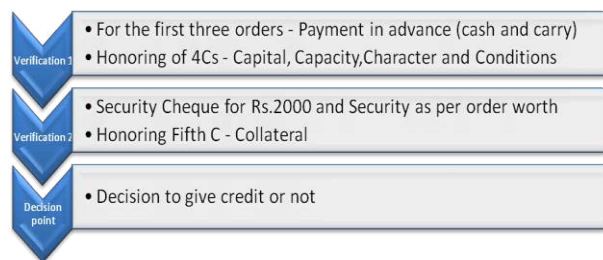 Verification 1
• For the first three orders - Payment in advance (cash and carry)
• Honoring of 4Cs - Capital, Capacity,Character and Conditions
Verification 2
• Security Cheque for Rs.2000 and Security as per order worth
• Honoring Fifth C - Collateral
Decision
point
• Decision to give credit or not